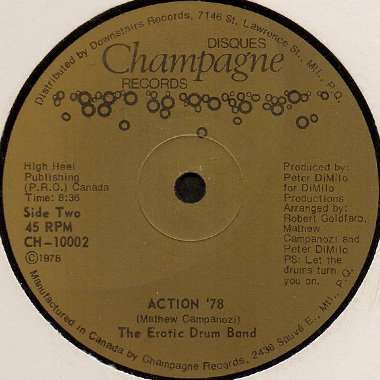 Distributed by Downstairs Records, 7146 St. Lawrence St., Mtl., P.Q.
DISQUES
Champagne
RECORDS
High Heel
Publishing
(P.R.O.) Canada
Time: 8:36
Side Two
45 RPM
CH-10002
©1978
Produced by:
Peter DiMilo
for DiMilo
Productions
Arranged by:
Robert Goldfarb,
Mathew
Campanozi and
Peter DiMilo
PS: Let the
drums turn
you on.
ACTION '78
(Mathew Campanozi)
The Erotic Drum Band
Manufactured in Canada by Champagne Records, 2436 Sauvé E., Mtl., P.Q.